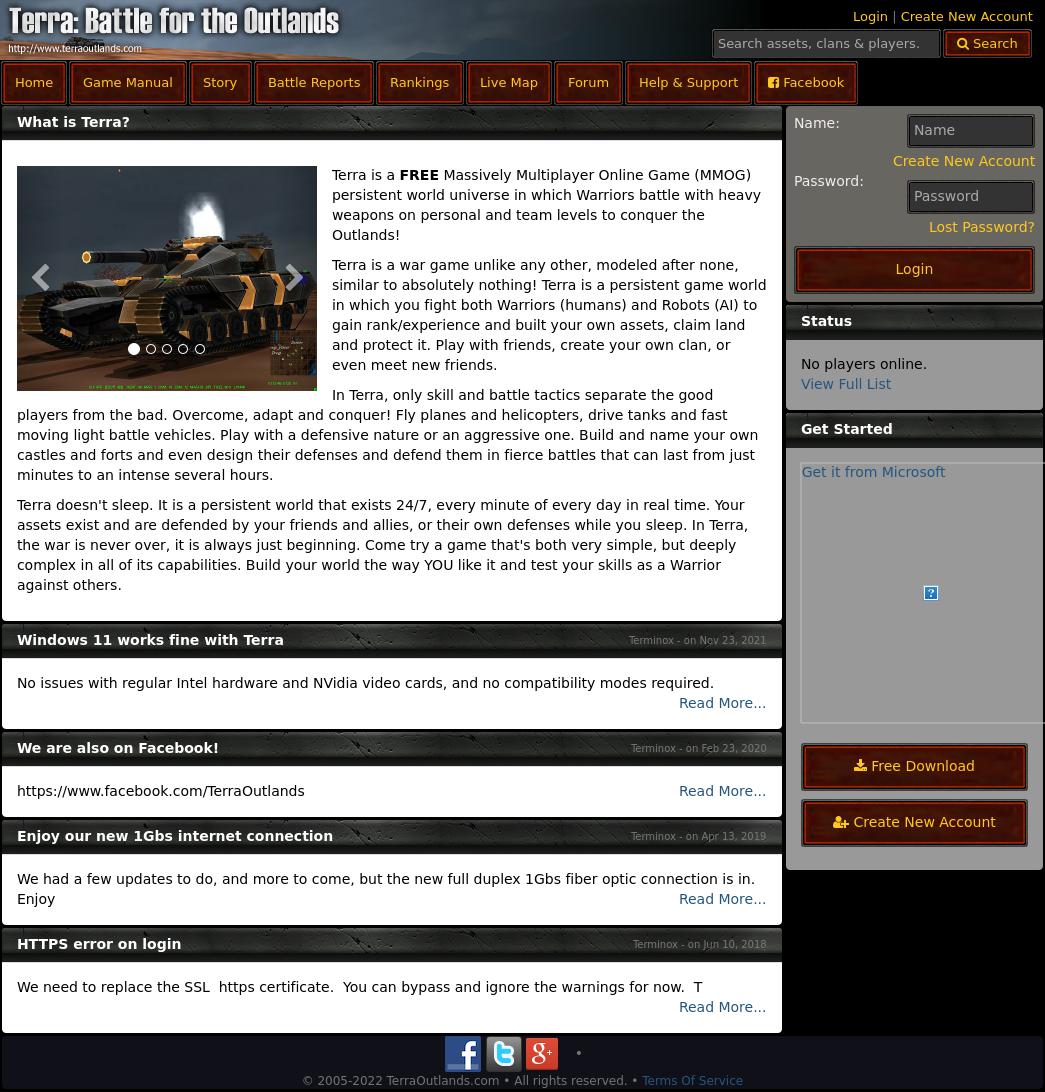 Terra: Battle for the Outlands
http://www.terraoutlands.com
Login | Create New Account
Search assets, clans & players.
Search
Home
Game Manual
Story
Battle Reports
Rankings
Live Map
Forum
Help & Support
Facebook
What is Terra?
Terra is a FREE Massively Multiplayer Online Game (MMOG)
persistent world universe in which Warriors battle with heavy
weapons on personal and team levels to conquer the
Outlands!
Terra is a war game unlike any other, modeled after none,
similar to absolutely nothing! Terra is a persistent game world
in which you fight both Warriors (humans) and Robots (AI) to
gain rank/experience and built your own assets, claim land
and protect it. Play with friends, create your own clan, or
even meet new friends.
In Terra, only skill and battle tactics separate the good
players from the bad. Overcome, adapt and conquer! Fly planes and helicopters, drive tanks and fast
moving light battle vehicles. Play with a defensive nature or an aggressive one. Build and name your own
castles and forts and even design their defenses and defend them in fierce battles that can last from just
minutes to an intense several hours.
Terra doesn't sleep. It is a persistent world that exists 24/7, every minute of every day in real time. Your
assets exist and are defended by your friends and allies, or their own defenses while you sleep. In Terra,
the war is never over, it is always just beginning. Come try a game that's both very simple, but deeply
complex in all of its capabilities. Build your world the way YOU like it and test your skills as a Warrior
against others.
Windows 11 works fine with Terra
Terminox - on Nov 23, 2021
No issues with regular Intel hardware and NVidia video cards, and no compatibility modes required.
Read More...
We are also on Facebook!
Terminox - on Feb 23, 2020
https://www.facebook.com/TerraOutlands
Read More...
Enjoy our new 1Gbs internet connection
Terminox - on Apr 13, 2019
We had a few updates to do, and more to come, but the new full duplex 1Gbs fiber optic connection is in.
Enjoy
Read More...
HTTPS error on login
Terminox - on Jun 10, 2018
We need to replace the SSL  https certificate.  You can bypass and ignore the warnings for now.  T
Read More...
Name:
Name
Create New Account
Password:
Password
Lost Password?
Login
Status
No players online.
View Full List
Get Started
Get it from Microsoft
Free Download
Create New Account
•
© 2005-2022 TerraOutlands.com • All rights reserved. • Terms Of Service